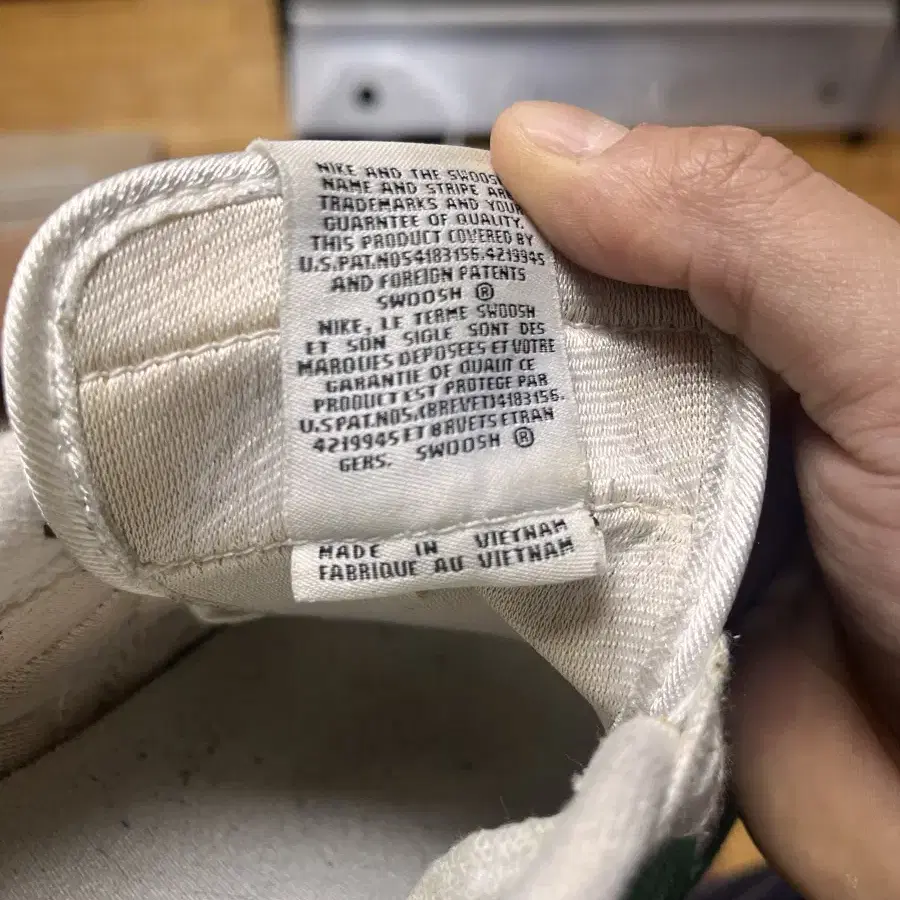 NIKE AND THE SWOOSH
NAME AND STRIPE ARE
TRADEMARKS AND YOUR
GUARNTEE OF QUALITY.
THIS PRODUCT COVERED BY
U.S.PAT.NOS4183156.4219945
AND FOREIGN PATENTS
SWOOSH ®
NIKE, LE TERME SWOOSH
ET SON SIGLE SONT DES
MARQUES DEPOSEES ET VOTRE
GARANTIE DE QUALIT CE
PRODUCT EST PROTEGE PAR
U.S PAT.NOS,(BREVET)4183156.
4219945 ET BRVETS ETRAN
GERS. SWOOSH ®
MADE IN VIETNAM
FABRIQUE AU VIETNAM